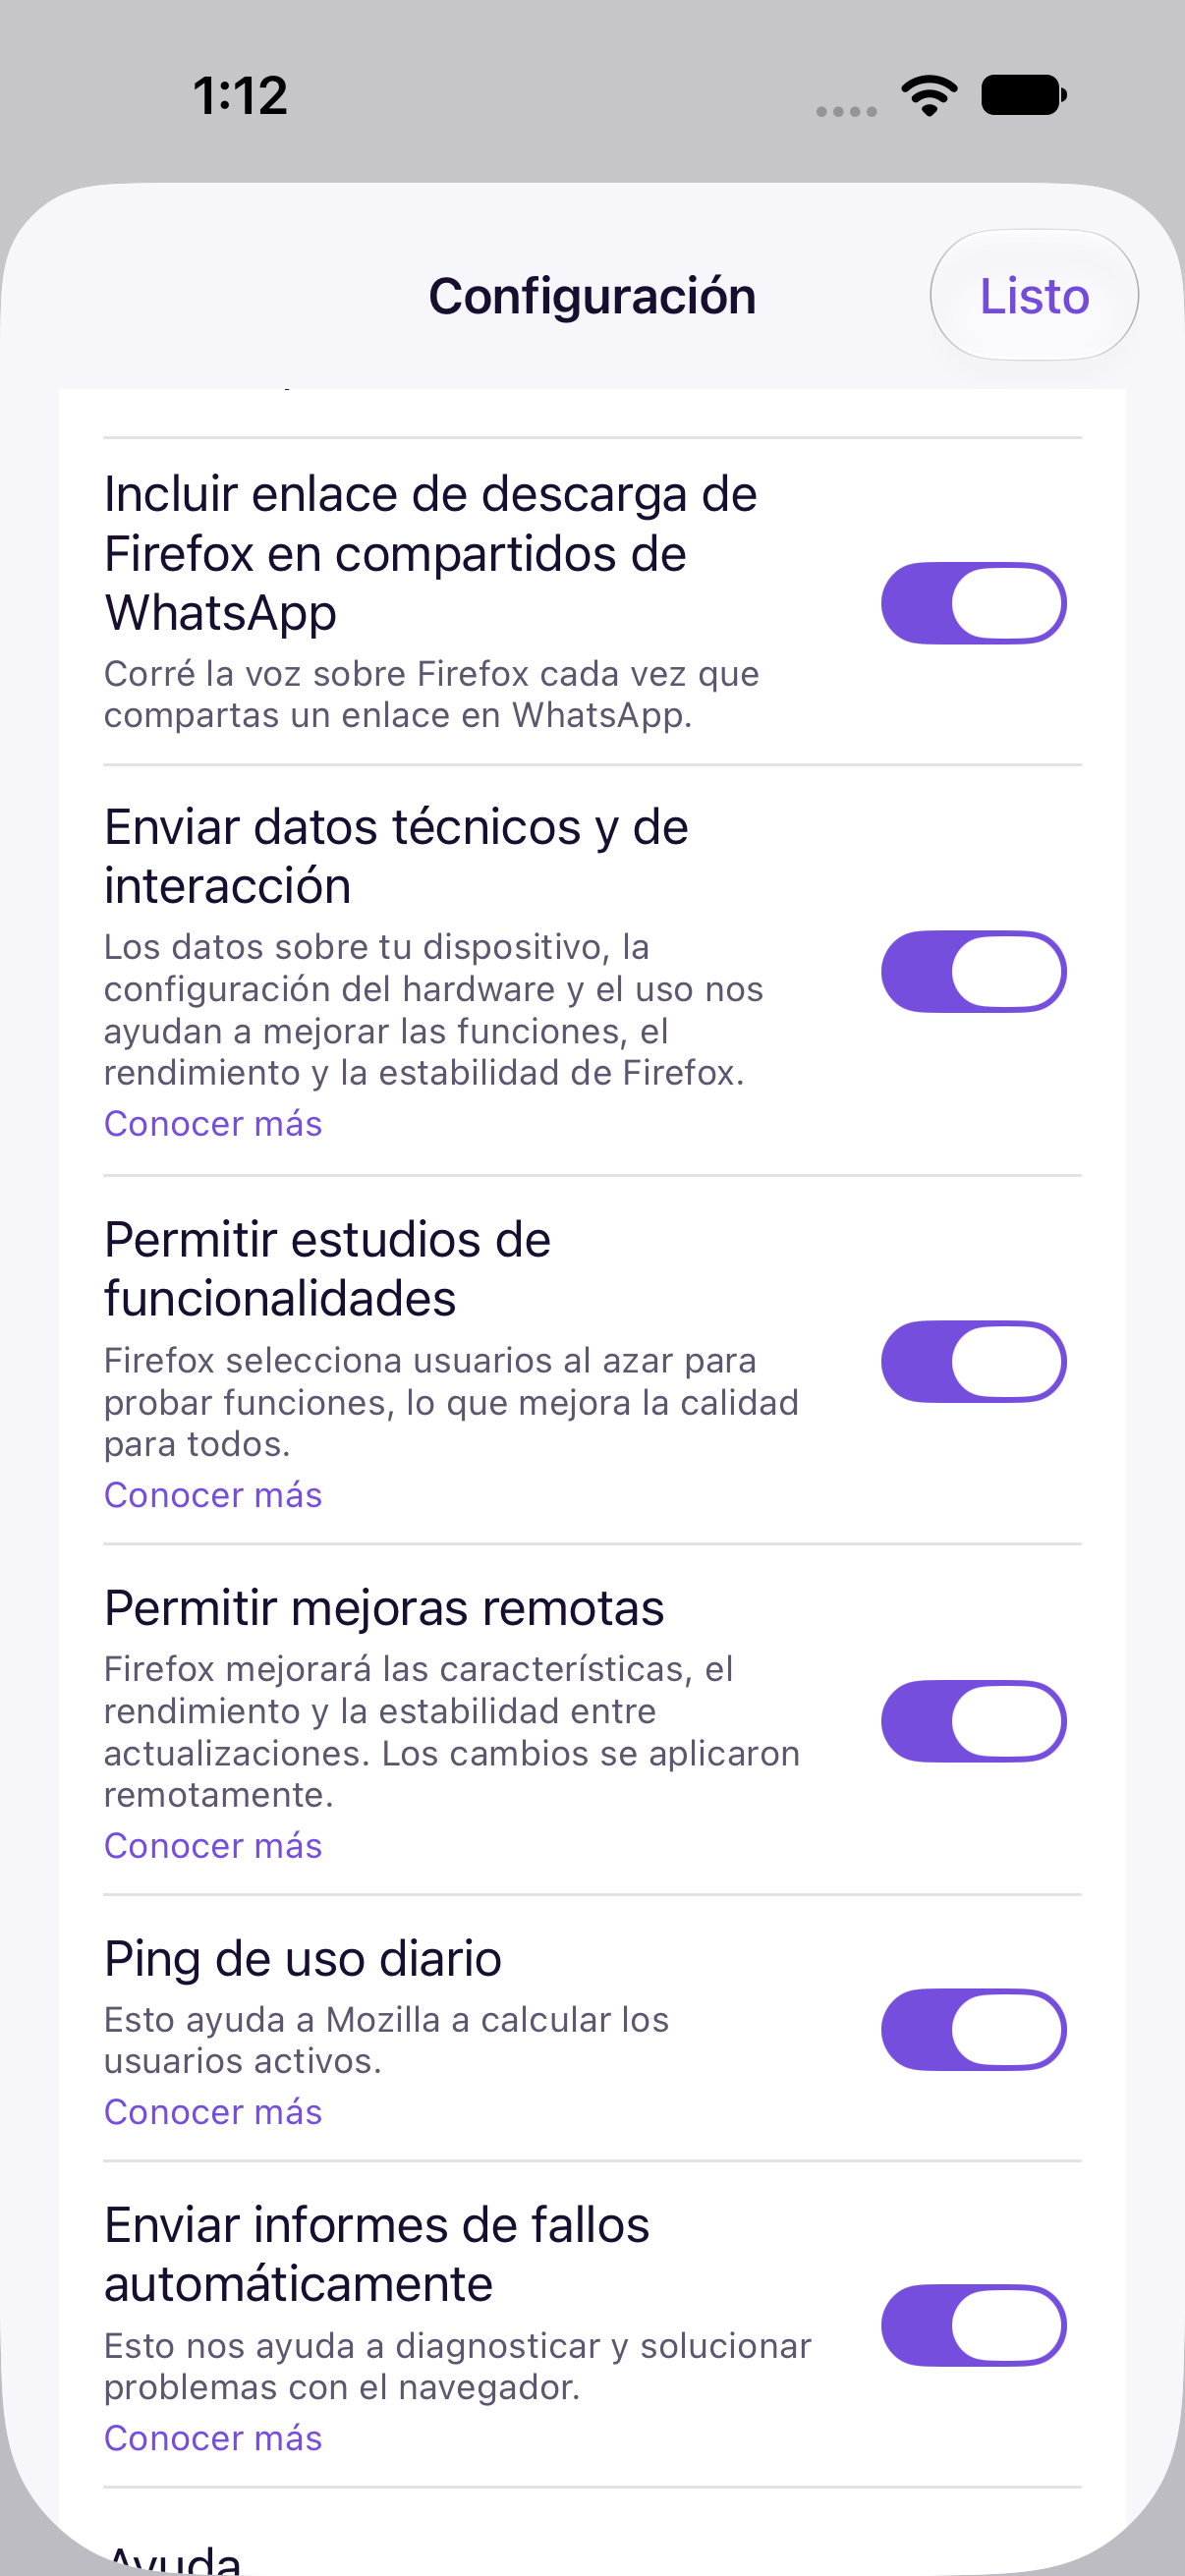 1:12
Configuración
Listo
Incluir enlace de descarga de
Firefox en compartidos de
WhatsApp
Corré la voz sobre Firefox cada vez que
compartas un enlace en WhatsApp.
Enviar datos técnicos y de
interacción
Los datos sobre tu dispositivo, la
configuración del hardware y el uso nos
ayudan a mejorar las funciones, el
rendimiento y la estabilidad de Firefox.
Conocer más
Permitir estudios de
funcionalidades
Firefox selecciona usuarios al azar para
probar funciones, lo que mejora la calidad
para todos.
Conocer más
Permitir mejoras remotas
Firefox mejorará las características, el
rendimiento y la estabilidad entre
actualizaciones. Los cambios se aplicaron
remotamente.
Conocer más
Ping de uso diario
Esto ayuda a Mozilla a calcular los
usuarios activos.
Conocer más
Enviar informes de fallos
automáticamente
Esto nos ayuda a diagnosticar y solucionar
problemas con el navegador.
Conocer más
Ayuda